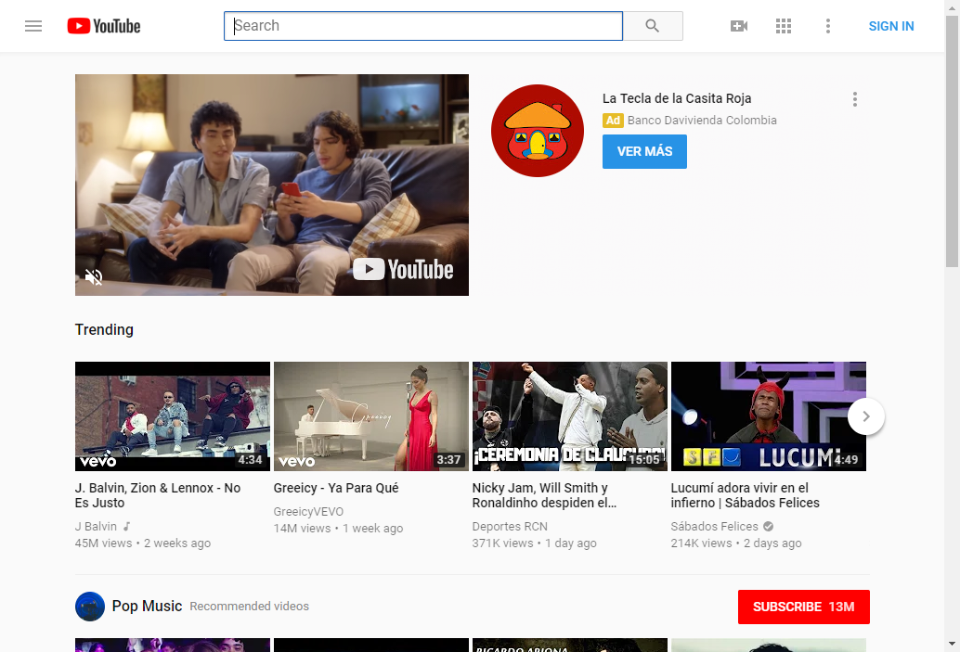 YouTube
Search
SIGN IN
La Tecla de la Casita Roja
Ad Banco Davivienda Colombia
VER MÁS
YouTube
Trending
vevo
4:34
vevo
Greeicy
3:37
¡CEREMONIA DE CLAUSURA!
15:05
SFC
LUCUMÍ
4:49
J. Balvin, Zion & Lennox - No
Es Justo
J Balvin
45M views • 2 weeks ago
Greeicy - Ya Para Qué
GreeicyVEVO
14M views • 1 week ago
Nicky Jam, Will Smith y
Ronaldinho despiden el…
Deportes RCN
371K views • 1 day ago
Lucumí adora vivir en el
infierno | Sábados Felices
Sábados Felices
214K views • 2 days ago
Pop Music Recommended videos
SUBSCRIBE 13M
RICARDO ARJONA